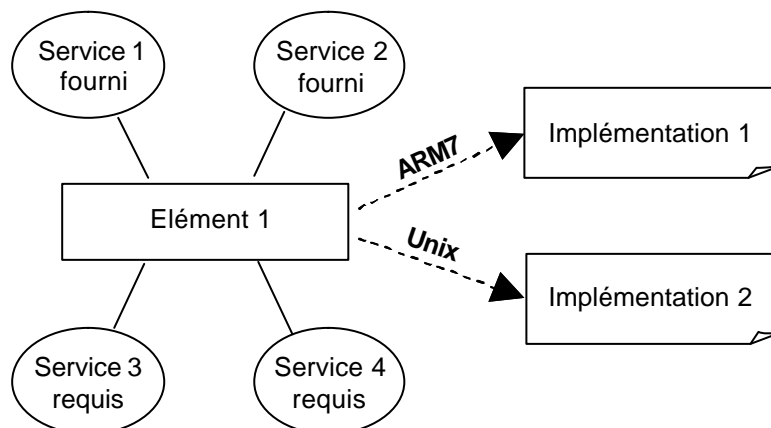 Service 1
fourni
Service 2
fourni
ARM7
Implémentation 1
Elément 1
Unix
Implémentation 2
Service 3
requis
Service 4
requis